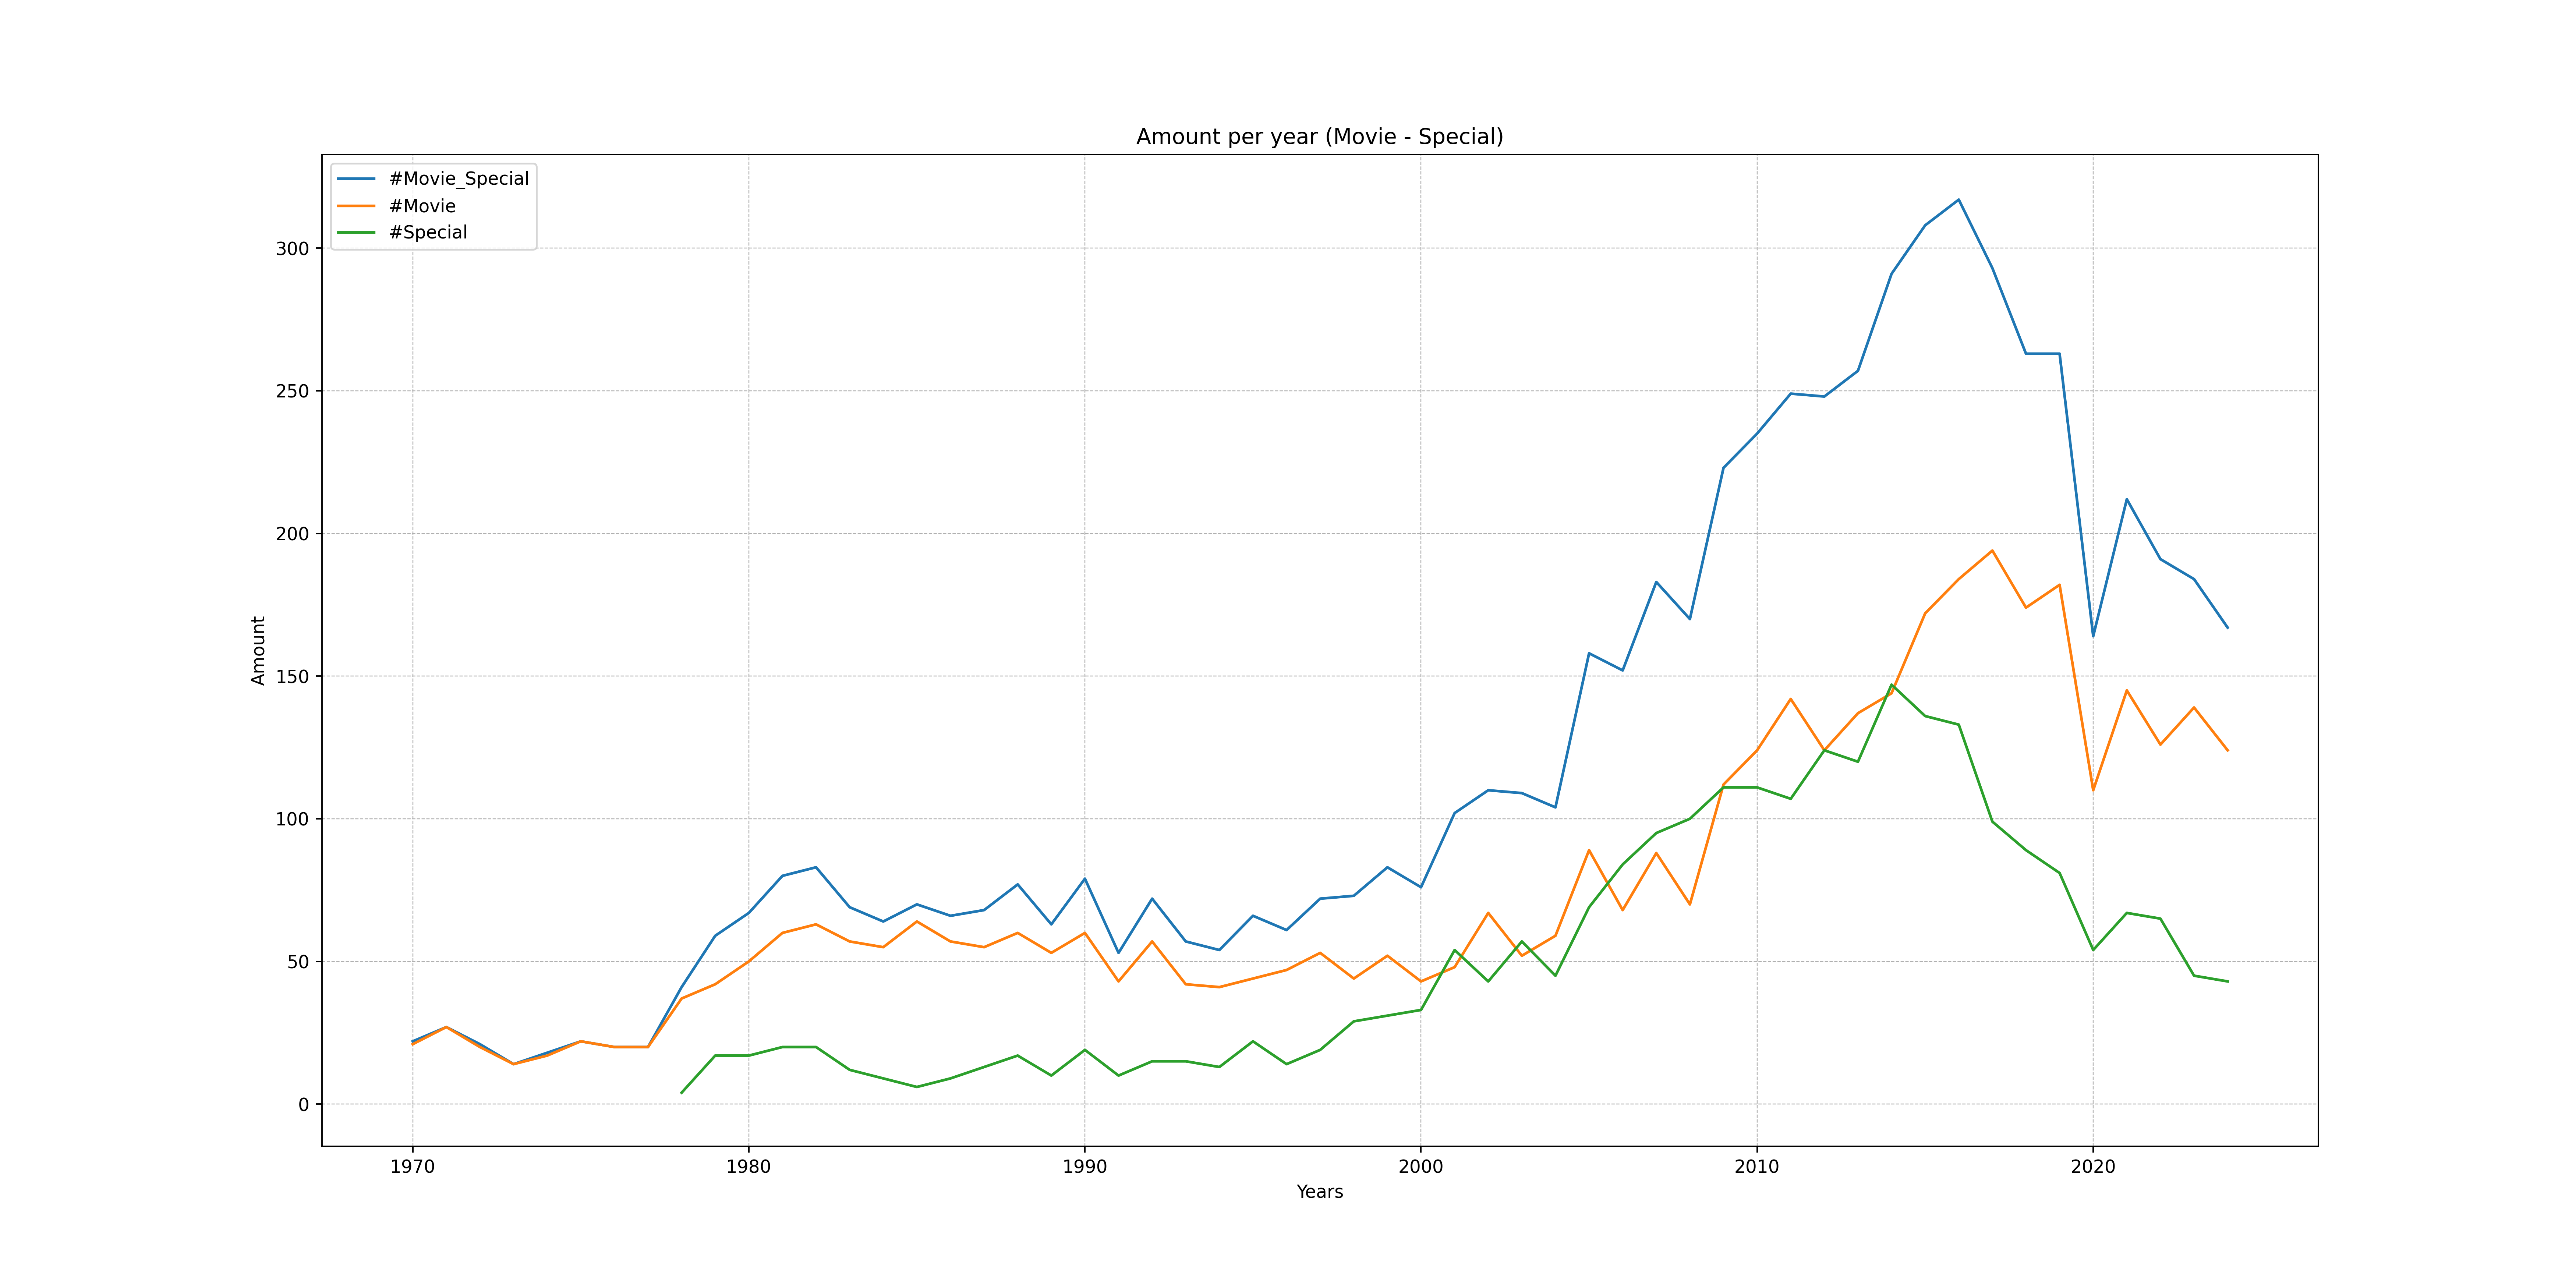 Amount per year (Movie - Special)
#Movie_Special
#Movie
#Special
300
250
200
150
100
50
0
Amount
1970 1980 1990 2000 2010 2020
Years